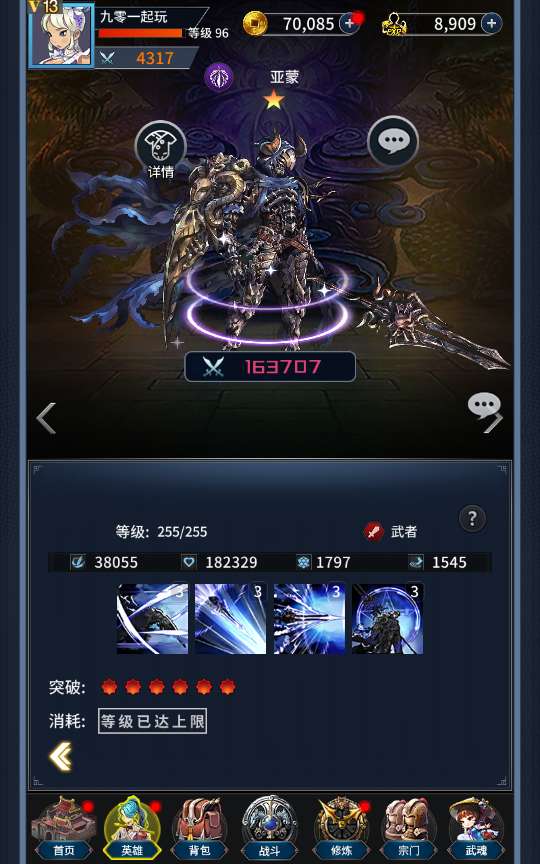 V 13
九零一起玩
等级 96
4317
70,085
EXP
8,909
亚蒙
详情
163707
?
等级: 255/255
武者
38055
182329
1797
1545
3
3
3
3
突破:
消耗: 等级已达上限
首页
英雄
背包
战斗
修炼
宗门
武魂